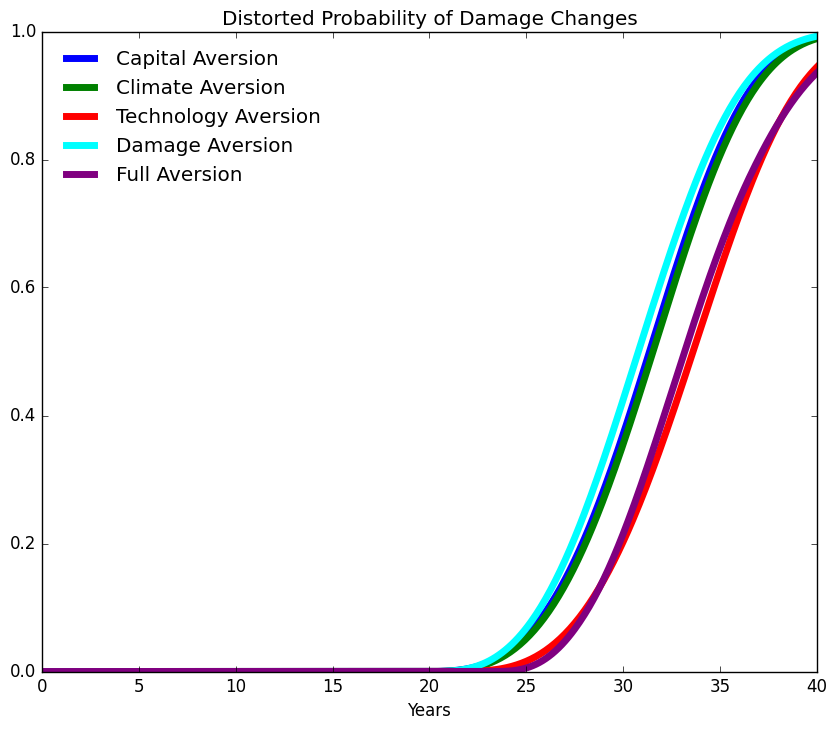 Distorted Probability of Damage Changes
1.0
0.8
0.6
0.4
0.2
0.0
Capital Aversion
Climate Aversion
Technology Aversion
Damage Aversion
Full Aversion
0 5 10 15 20 25 30 35 40
Years